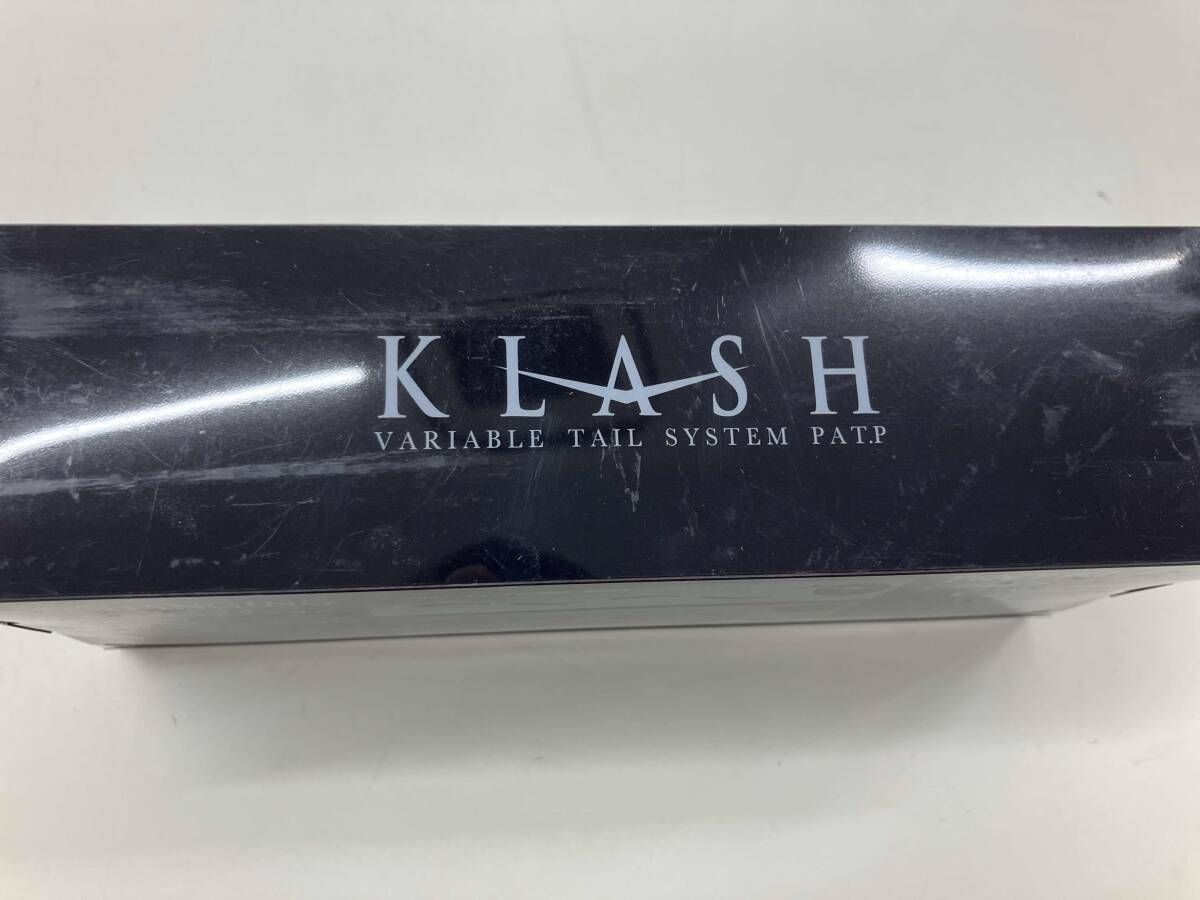 KLASH
VARIABLE TAIL SYSTEM PAT.P